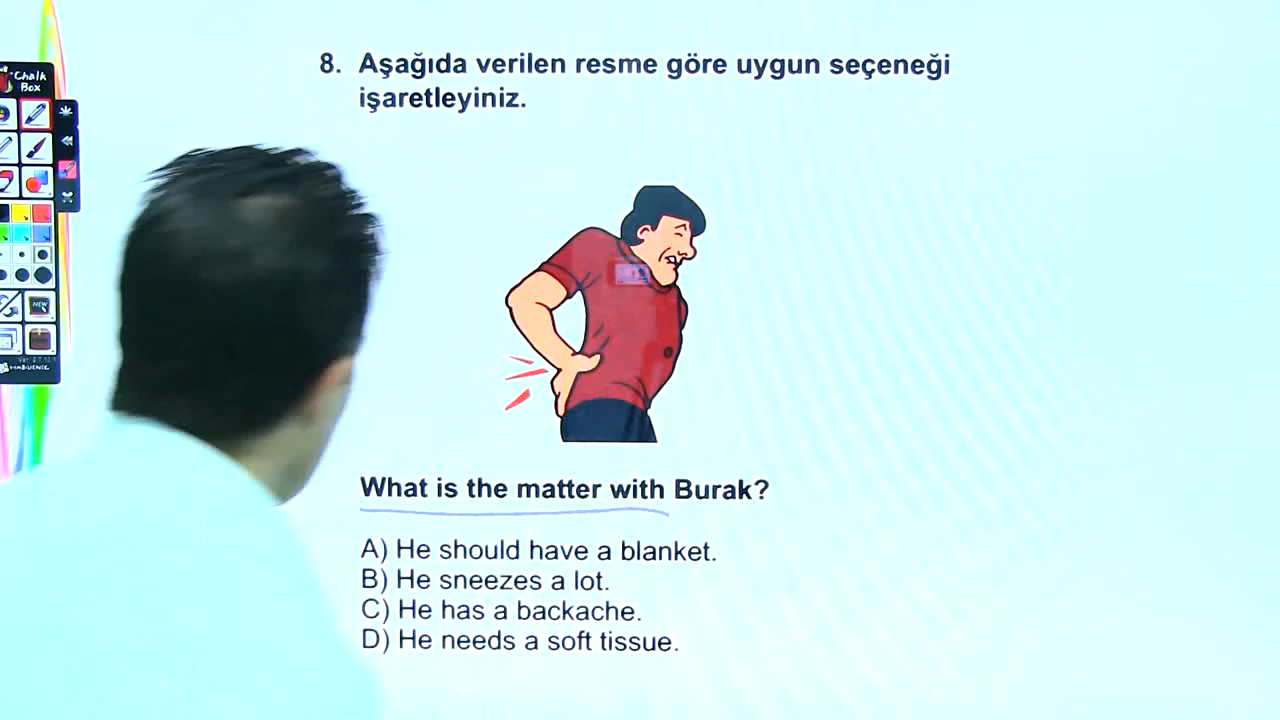 Chalk
Box
NEW
8. Aşağıda verilen resme göre uygun seçeneği
işaretleyiniz.
What is the matter with Burak?
A) He should have a blanket.
B) He sneezes a lot.
C) He has a backache.
D) He needs a soft tissue.